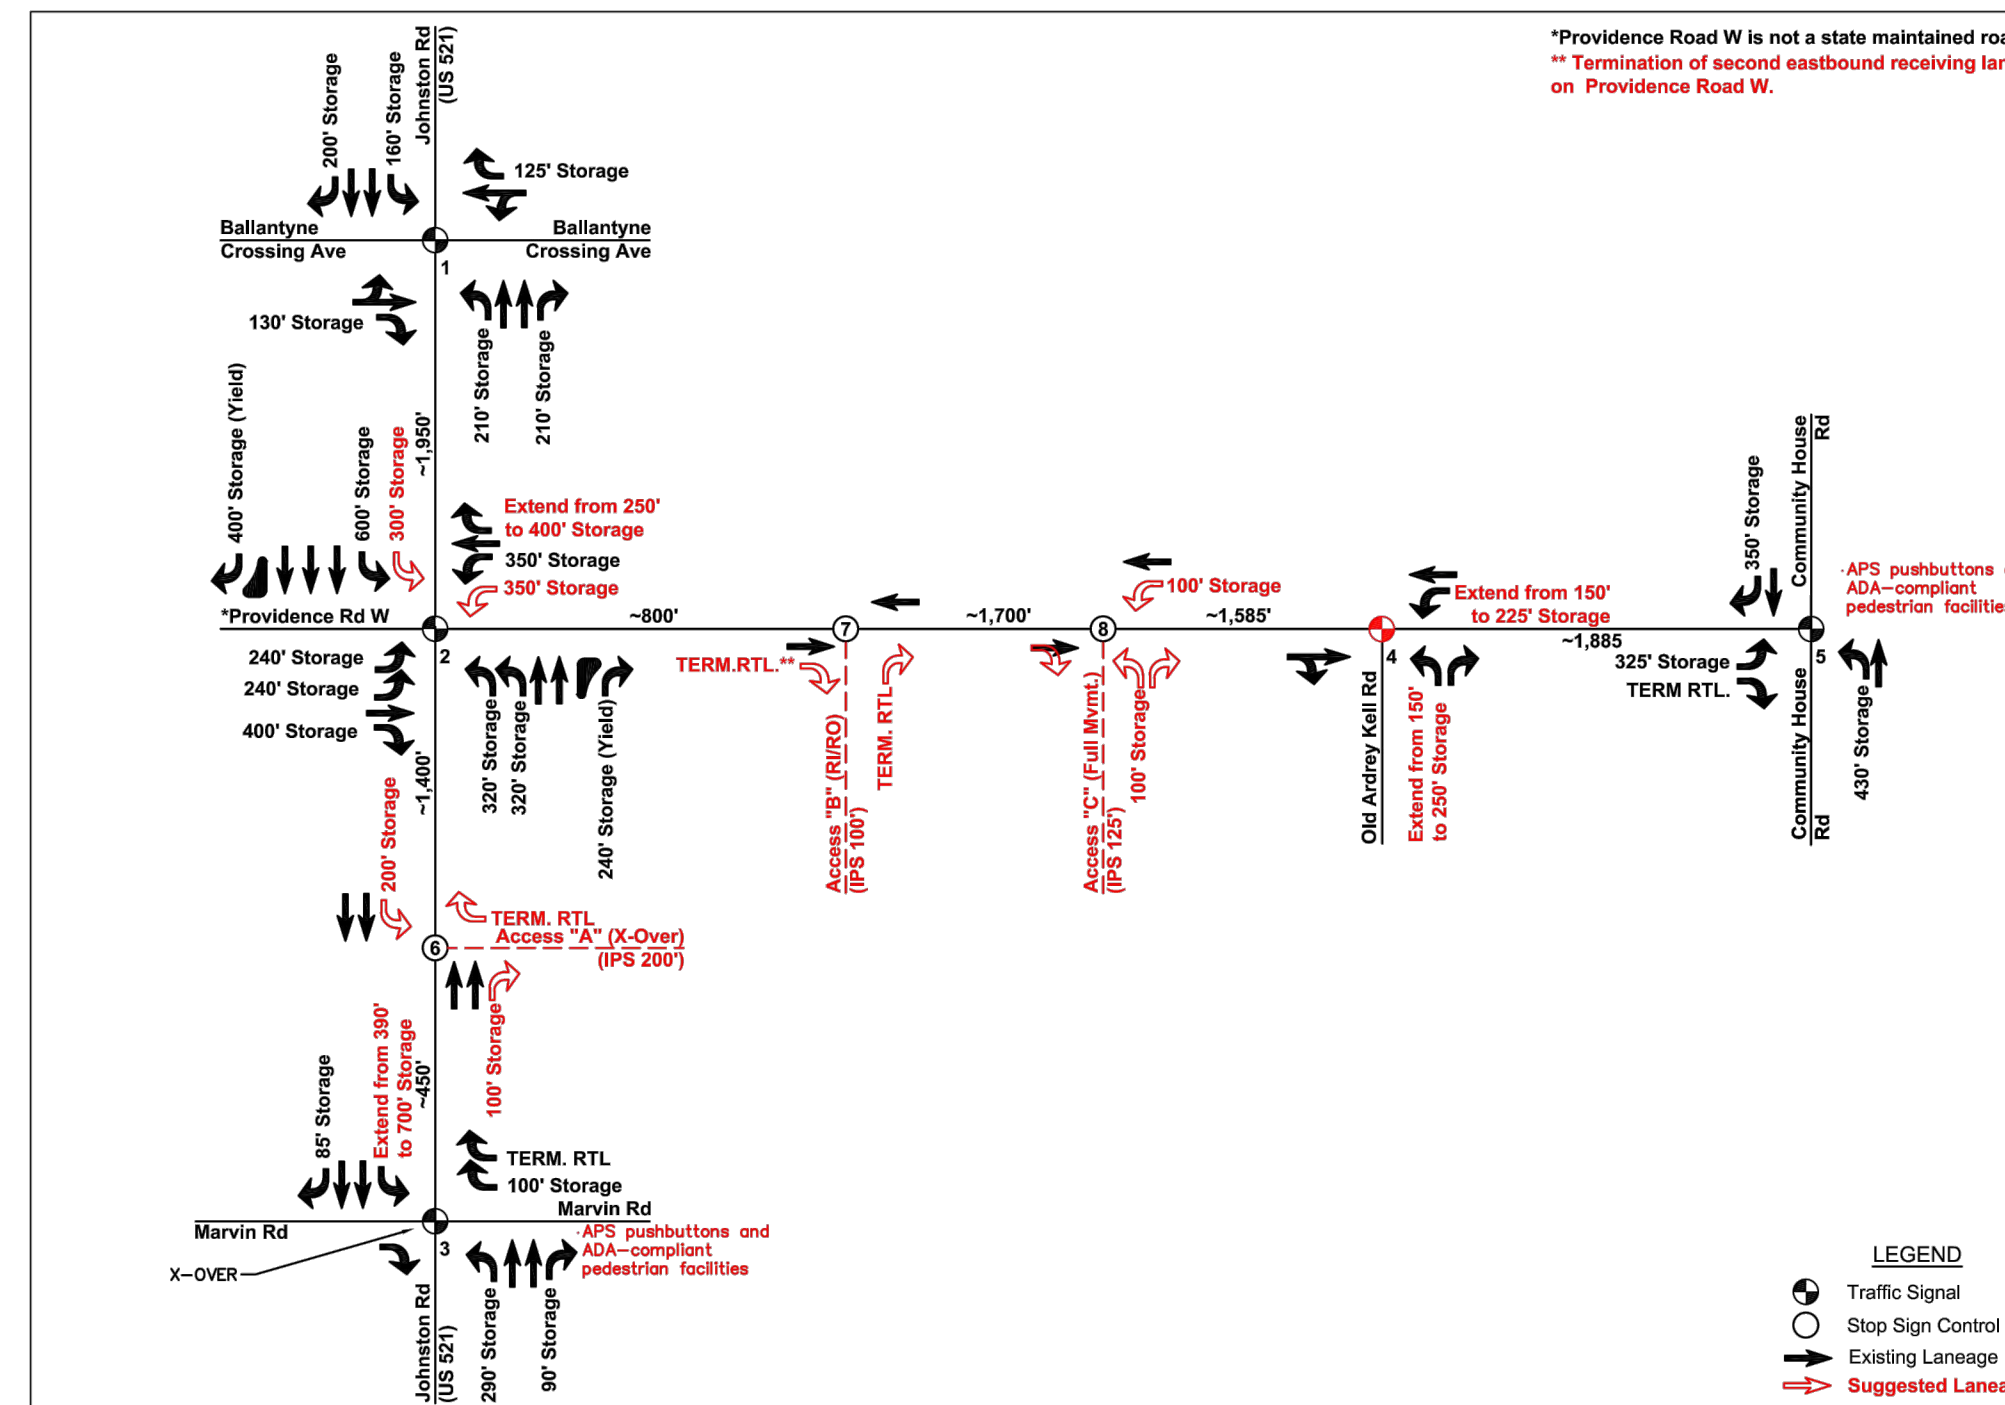 *Providence Road W is not a state maintained roa
** Termination of second eastbound receiving lan
on Providence Road W.
Johnston Rd
(US 521)
200' Storage
160' Storage
125' Storage
Ballantyne
Crossing Ave
Ballantyne
Crossing Ave
1
130' Storage
210' Storage
210' Storage
~1,950'
400' Storage (Yield)
600' Storage
300' Storage
Extend from 250'
to 400' Storage
350' Storage
350' Storage
*Providence Rd W
2
240' Storage
240' Storage
400' Storage
320' Storage
320' Storage
240' Storage (Yield)
~800'
TERM.RTL.**
7
Access "B" (RI/RO)
(IPS 100')
TERM. RTL
~1,700'
100' Storage
8
Access "C" (Full Mvmt.)
(IPS 125')
100' Storage
~1,585'
Extend from 150'
to 225' Storage
4
Old Ardrey Kell Rd
Extend from 150'
to 250' Storage
~1,885
350' Storage
Community House
Rd
·APS pushbuttons
ADA-compliant
pedestrian facilities
325' Storage
TERM RTL.
5
Community House
Rd
430' Storage
~1,400'
200' Storage
TERM. RTL
Access "A" (X-Over)
(IPS 200')
6
100' Storage
~450'
85' Storage
Extend from 390'
to 700' Storage
TERM. RTL
100' Storage
Marvin Rd
Marvin Rd
·APS pushbuttons and
ADA-compliant
pedestrian facilities
X-OVER
3
Johnston Rd
(US 521)
290' Storage
90' Storage
LEGEND
Traffic Signal
Stop Sign Control
Existing Laneage
Suggested Lanea